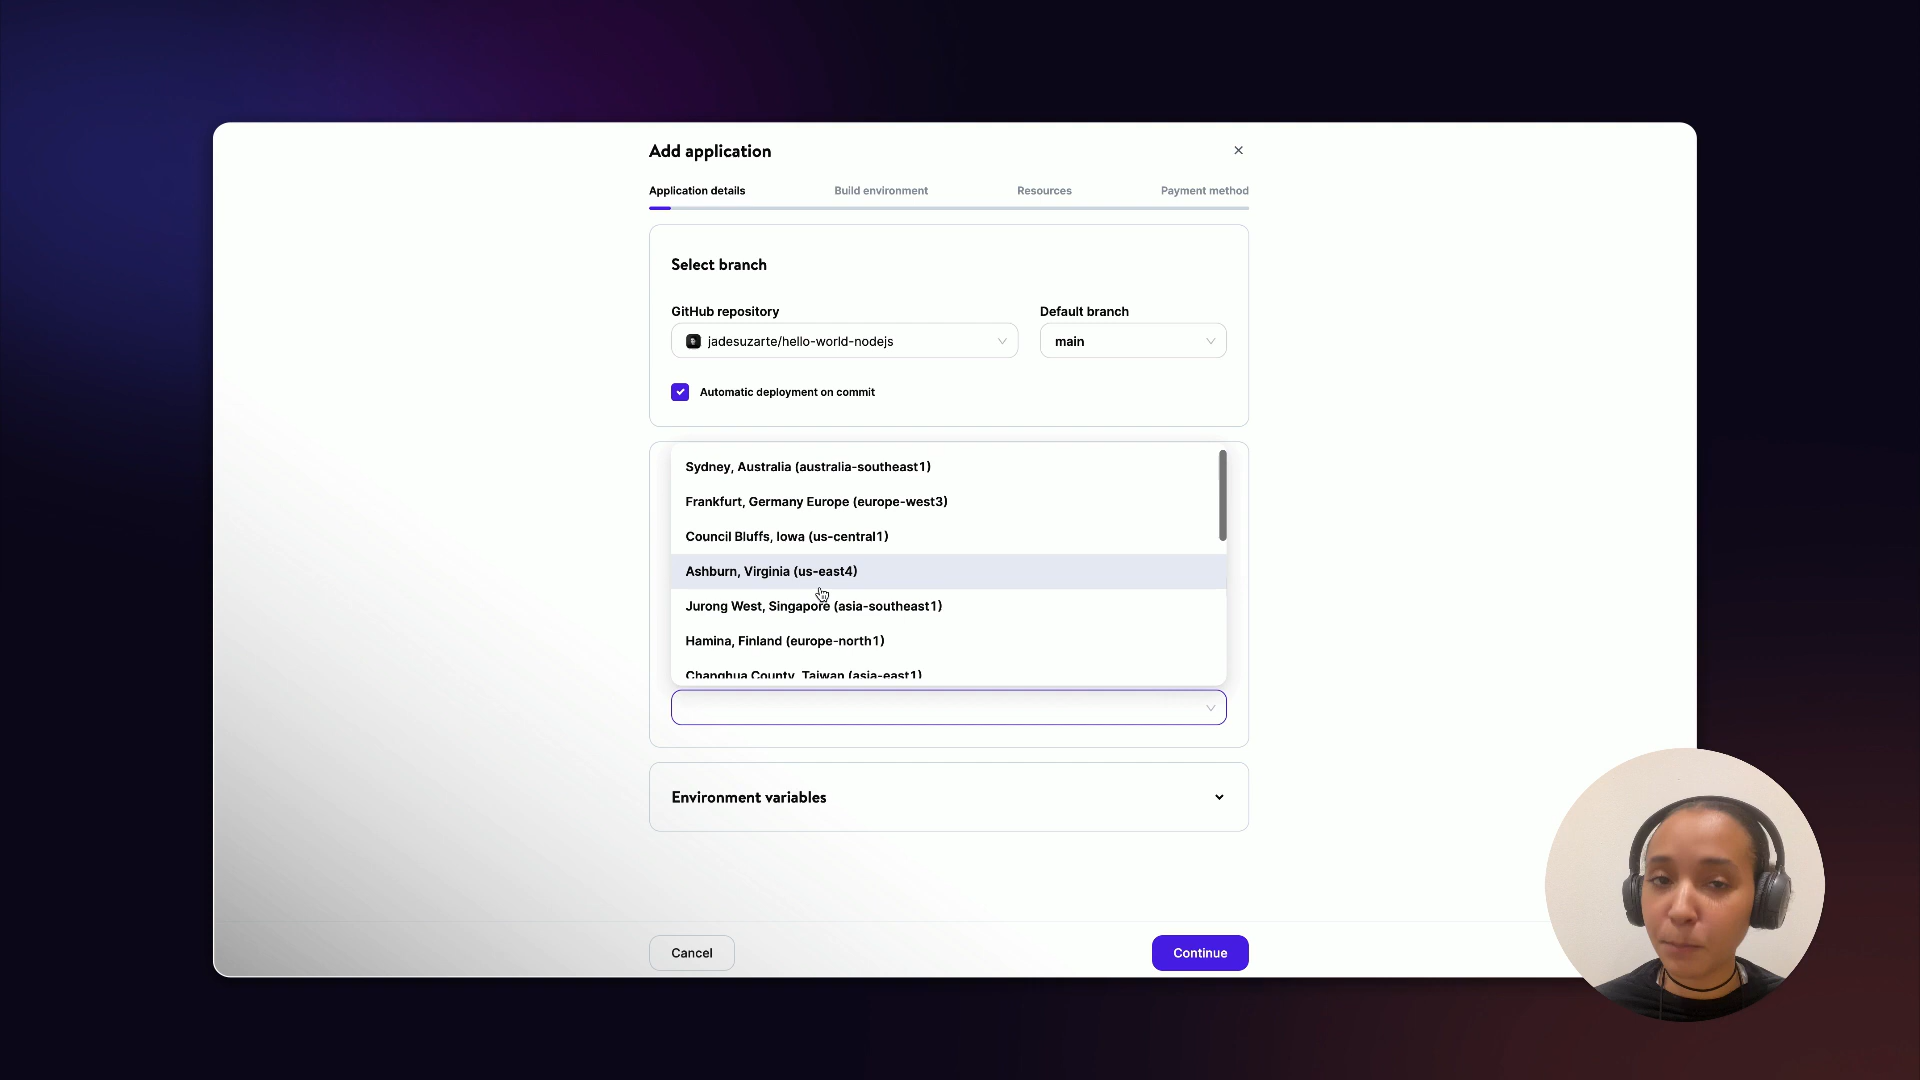 Add application
Application details
Build environment
Resources
Payment method
Select branch
GitHub repository
Default branch
jadesuzarte/hello-world-nodejs
main
Automatic deployment on commit
Sydney, Australia (australia-southeast1)
Frankfurt, Germany Europe (europe-west3)
Council Bluffs, Iowa (us-central1)
Ashburn, Virginia (us-east4)
Jurong West, Singapore (asia-southeast1)
Hamina, Finland (europe-north1)
Changhua County, Taiwan (asia-east1)
Environment variables
Cancel
Continue